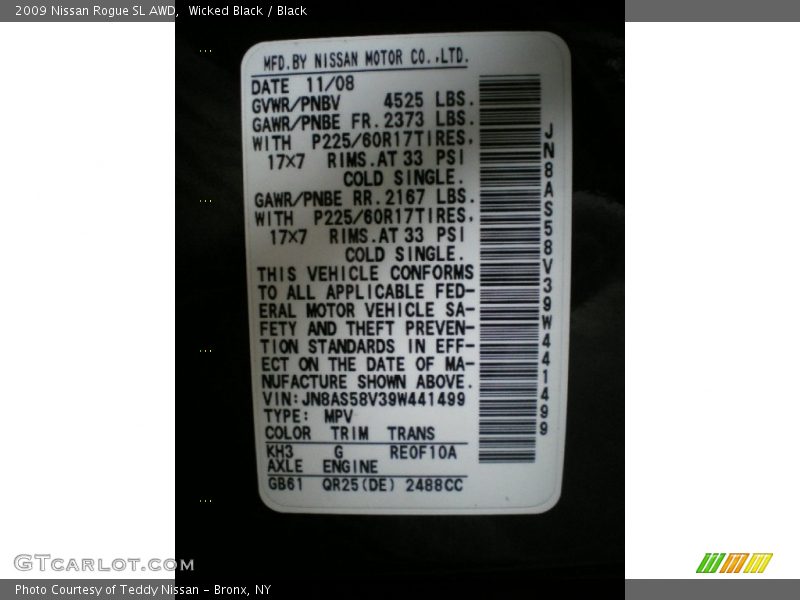 2009 Nissan Rogue SL AWD,  Wicked Black / Black
MFD.BY NISSAN MOTOR CO.,LTD.
DATE 11/08
GVWR/PNBV 4525 LBS.
GAWR/PNBE FR.2373 LBS.
WITH P225/60R17TIRES,
17×7 RIMS.AT 33 PSI
COLD SINGLE.
GAWR/PNBE RR.2167 LBS.
WITH P225/60R17TIRES,
17×7 RIMS.AT 33 PSI
COLD SINGLE.
THIS VEHICLE CONFORMS
TO ALL APPLICABLE FED-
ERAL MOTOR VEHICLE SA-
FETY AND THEFT PREVEN-
TION STANDARDS IN EFF-
ECT ON THE DATE OF MA-
NUFACTURE SHOWN ABOVE.
VIN:JN8AS58V39W441499
TYPE: MPV
COLOR TRIM TRANS
KH3 G RE0F10A
AXLE ENGINE
GB61 QR25(DE) 2488CC
JN8AS58V39W441499
GTCARLOT.COM
Photo Courtesy of Teddy Nissan - Bronx, NY